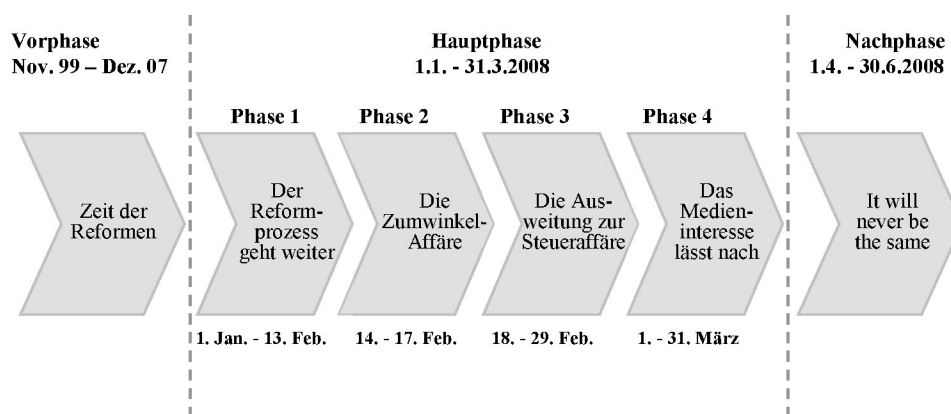 Vorphase
Nov. 99 – Dez. 07
Hauptphase
1.1. - 31.3.2008
Nachphase
1.4. - 30.6.2008
Phase 1
Phase 2
Phase 3
Phase 4
Zeit der
Reformen
Der
Reform-
prozess
geht weiter
Die
Zumwinkel-
Affäre
Die Aus-
weitung zur
Steueraffäre
Das
Medien-
interesse
lässt nach
It will
never be
the same
1. Jan. - 13. Feb.
14. - 17. Feb.
18. - 29. Feb.
1. - 31. März